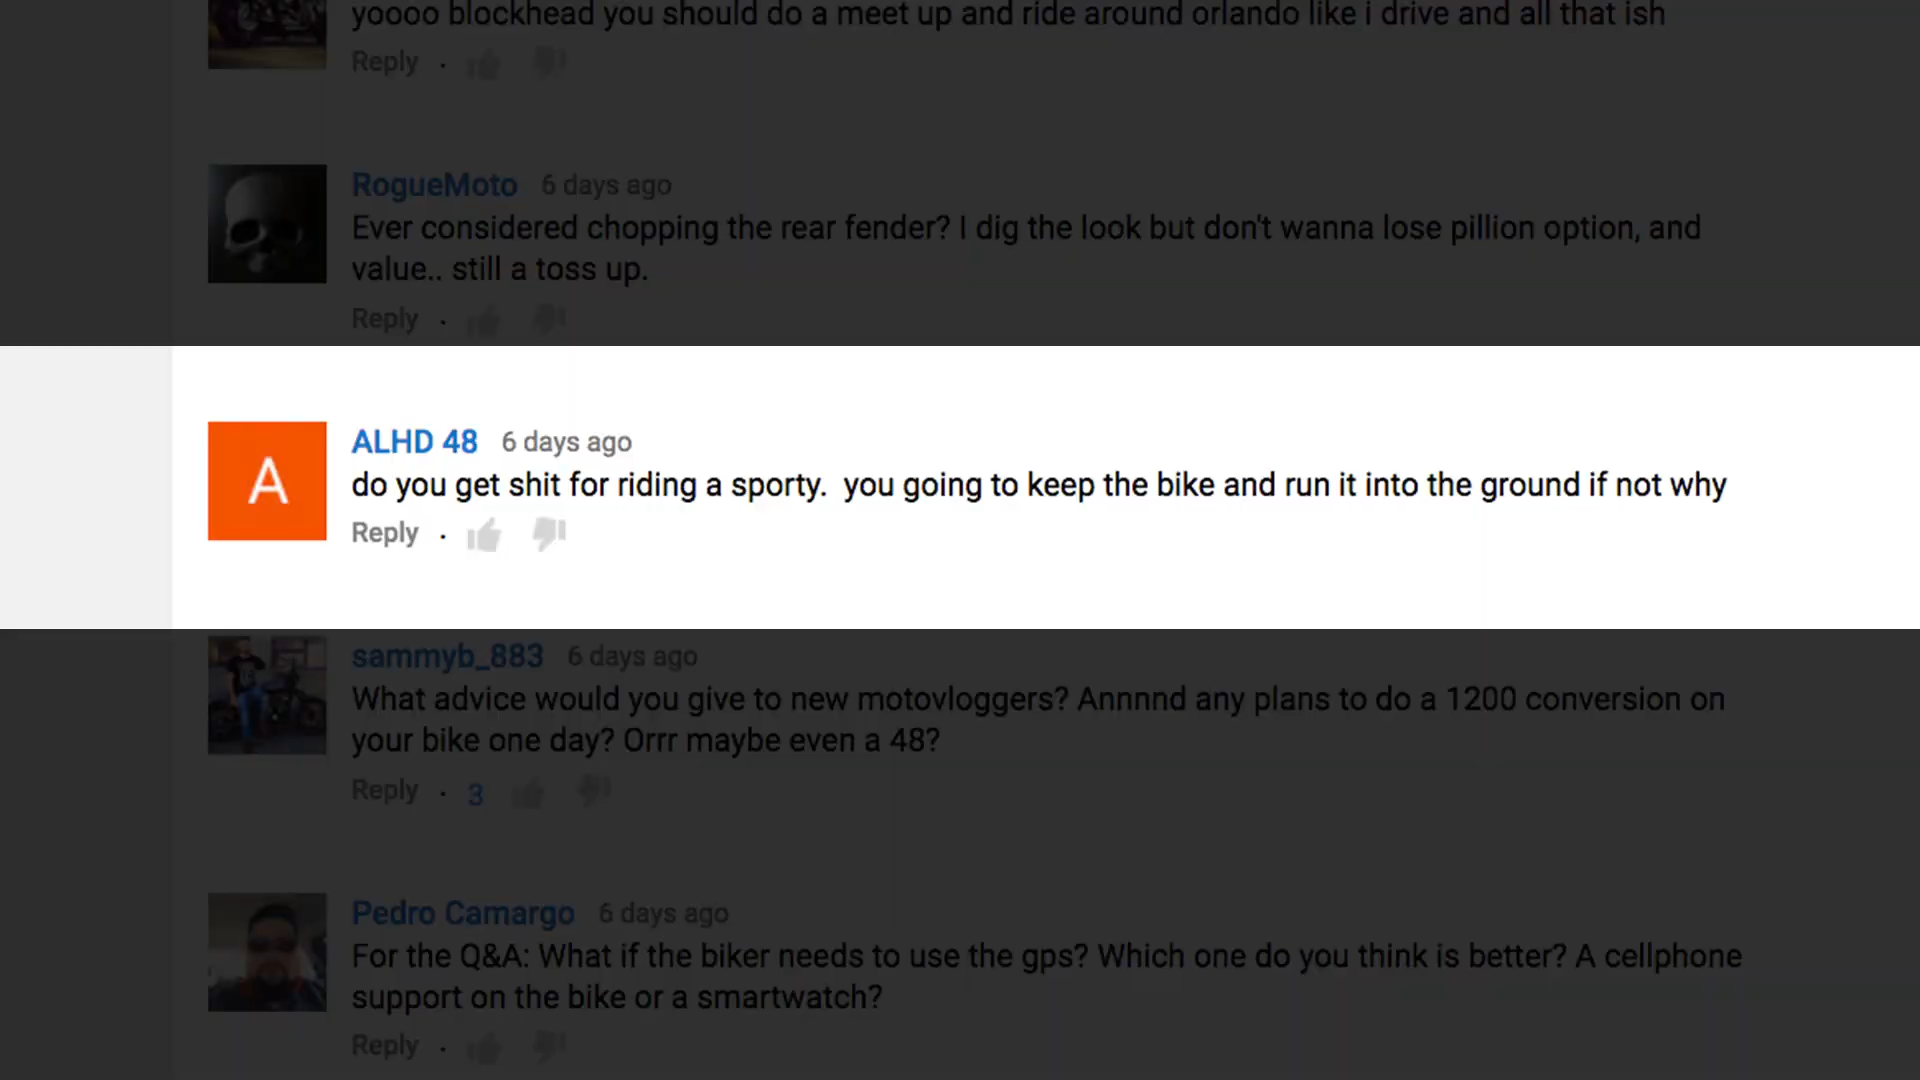 yoooo blockhead you should do a meet up and ride around orlando like i drive and all that ish
Reply ·
RogueMoto 6 days ago
Ever considered chopping the rear fender? I dig the look but don't wanna lose pillion option, and
value.. still a toss up.
Reply ·
A
ALHD 48 6 days ago
do you get shit for riding a sporty.  you going to keep the bike and run it into the ground if not why
Reply ·
sammyb_883 6 days ago
What advice would you give to new motovloggers? Annnnd any plans to do a 1200 conversion on
your bike one day? Orrr maybe even a 48?
Reply · 3
Pedro Camargo 6 days ago
For the Q&A: What if the biker needs to use the gps? Which one do you think is better? A cellphone
support on the bike or a smartwatch?
Reply ·